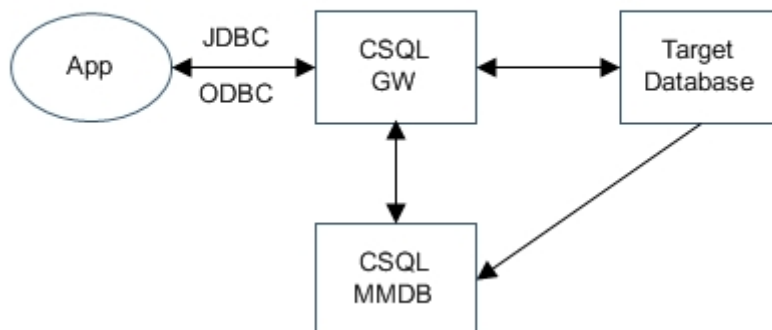 App
JDBC
ODBC
CSQL
GW
Target
Database
CSQL
MMDB